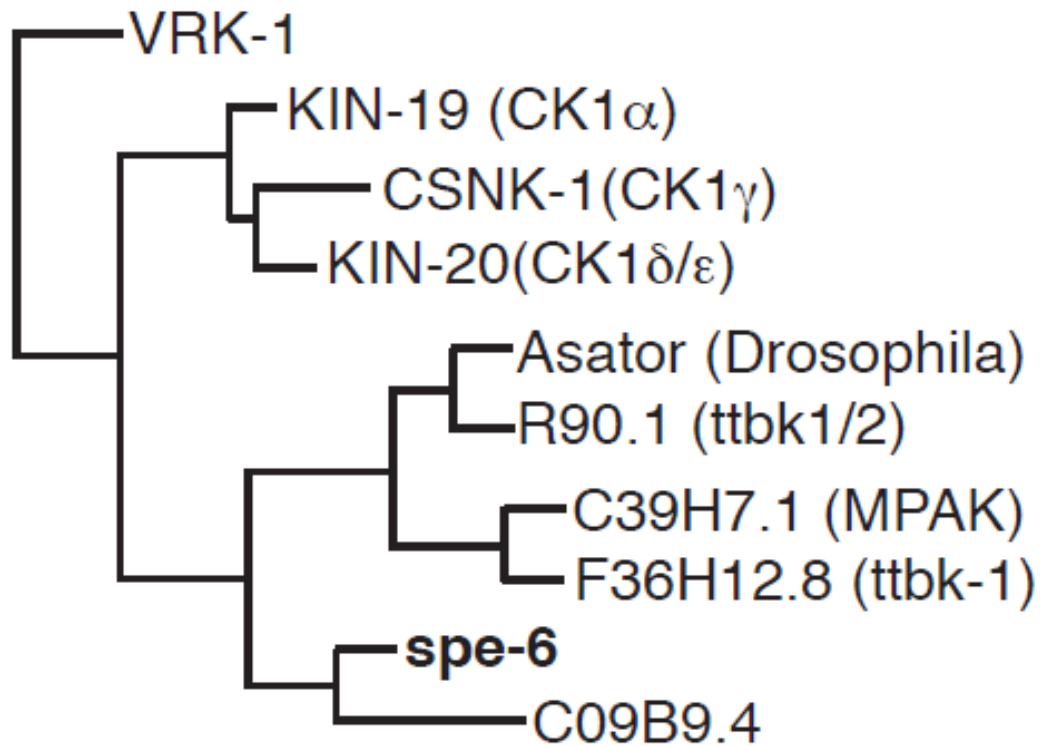 VRK-1
KIN-19 (CK1α)
CSNK-1(CK1γ)
KIN-20(CK1δ/ε)
Asator (Drosophila)
R90.1 (ttbk1/2)
C39H7.1 (MPAK)
F36H12.8 (ttbk-1)
spe-6
C09B9.4